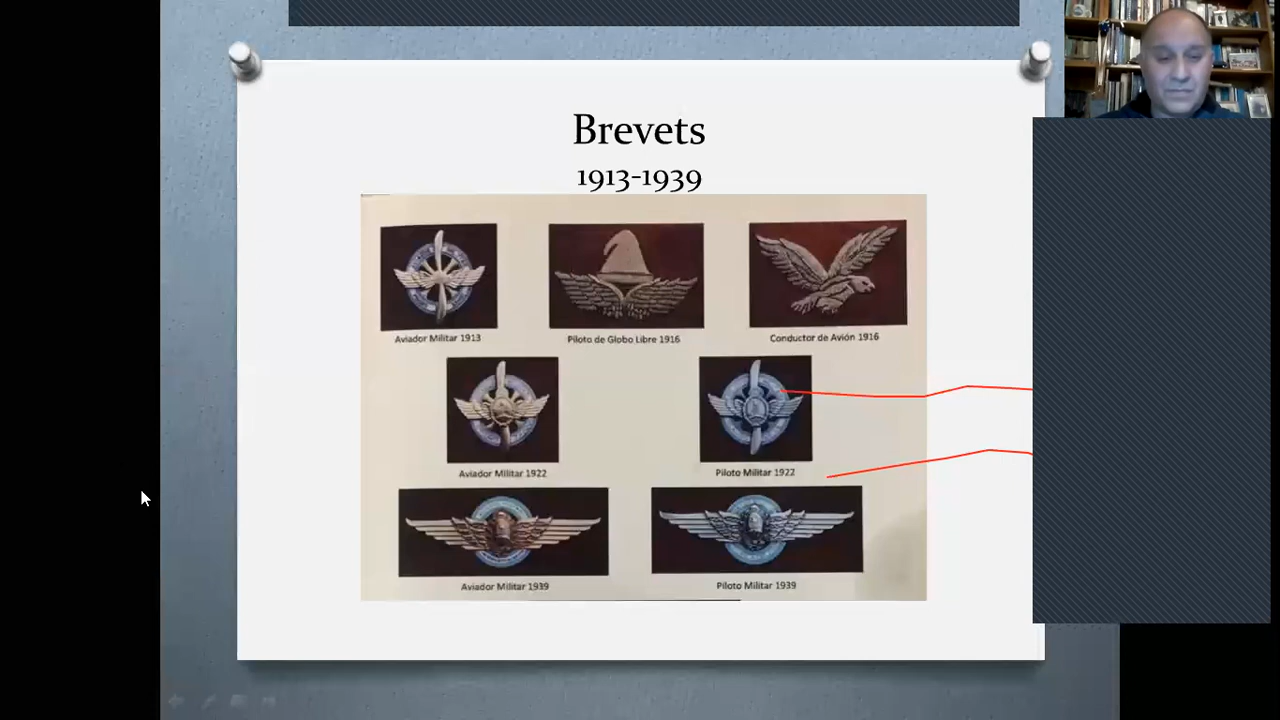 Brevets
1913-1939
Aviador Militar 1913
Piloto de Globo Libre 1916
Conductor de Avión 1916
Aviador Militar 1922
Piloto Militar 1922
Aviador Militar 1939
Piloto Militar 1939